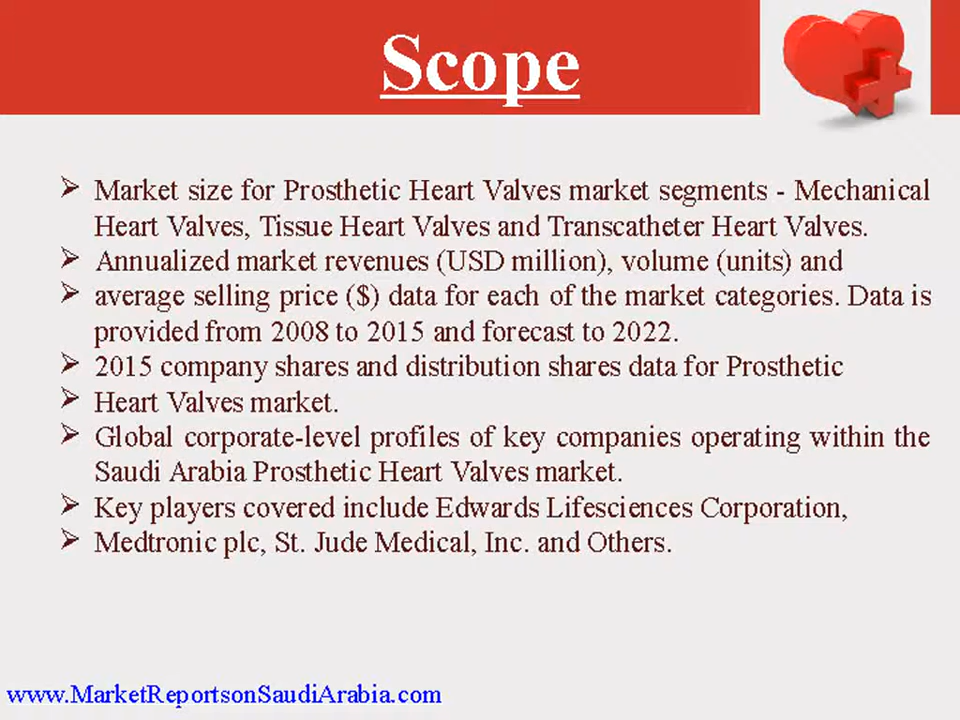 Scope
➢ Market size for Prosthetic Heart Valves market segments - Mechanical
Heart Valves, Tissue Heart Valves and Transcatheter Heart Valves.
➢ Annualized market revenues (USD million), volume (units) and
➢ average selling price ($) data for each of the market categories. Data is
provided from 2008 to 2015 and forecast to 2022.
➢ 2015 company shares and distribution shares data for Prosthetic
➢ Heart Valves market.
➢ Global corporate-level profiles of key companies operating within the
Saudi Arabia Prosthetic Heart Valves market.
➢ Key players covered include Edwards Lifesciences Corporation,
➢ Medtronic plc, St. Jude Medical, Inc. and Others.
www.MarketReportsonSaudiArabia.com